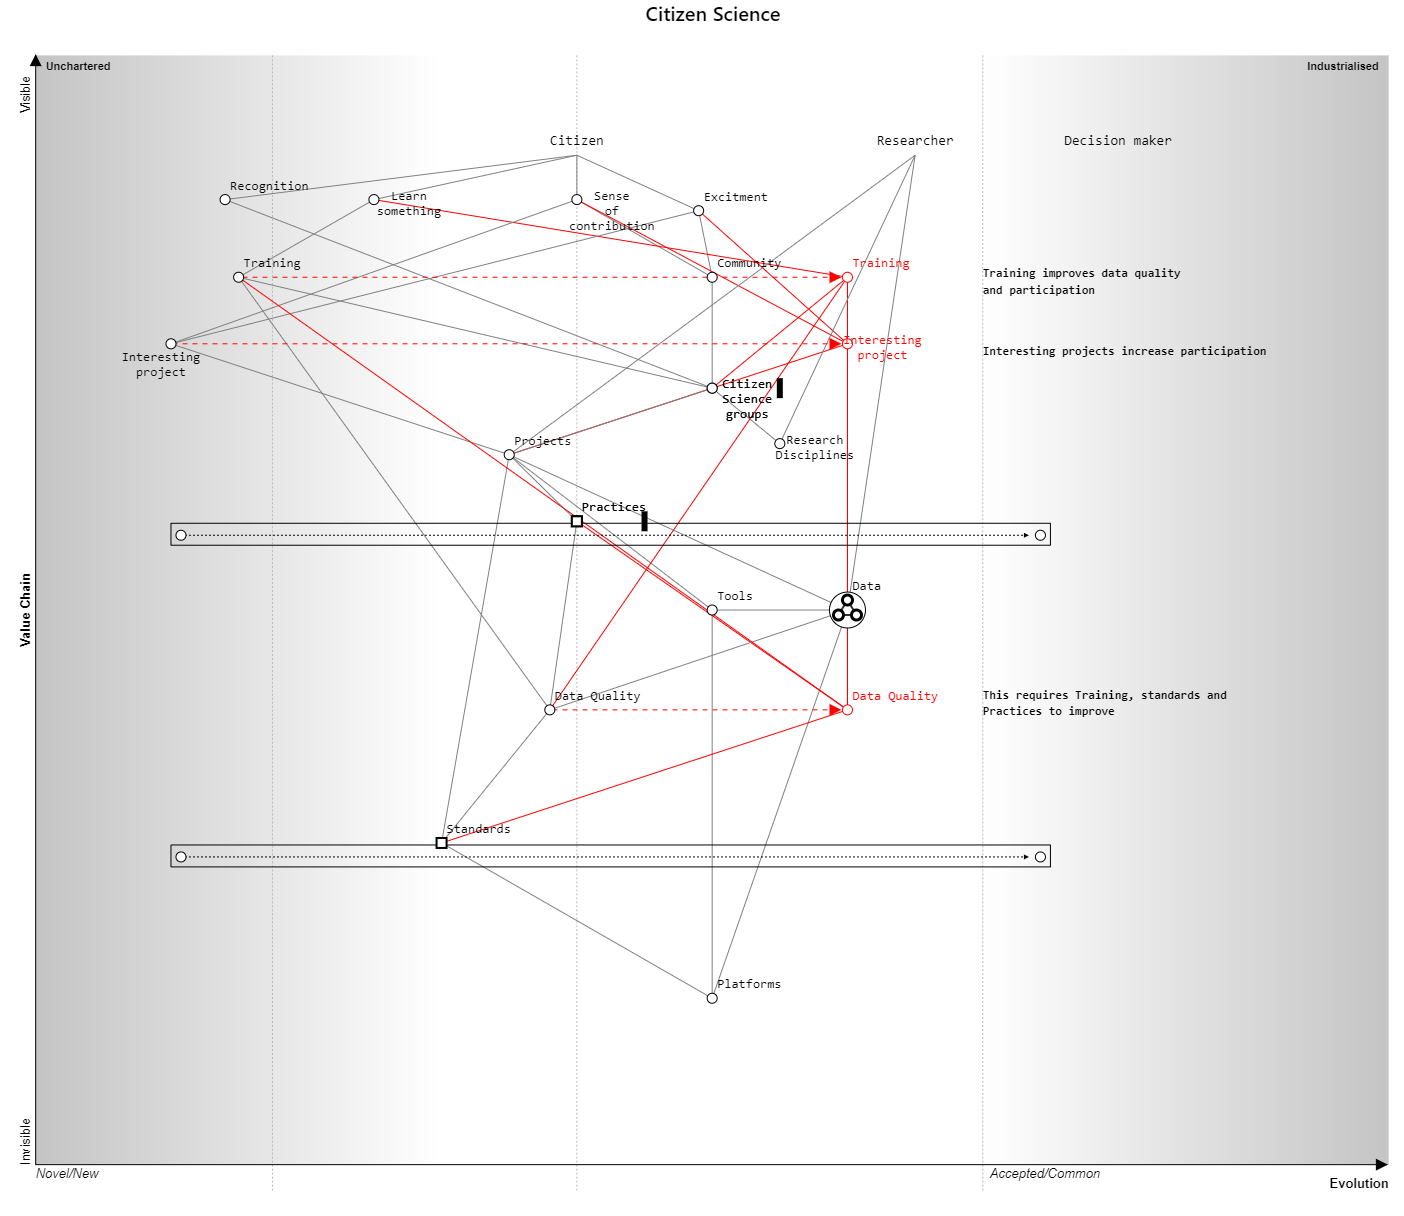 Citizen Science
Uncharted
Industrialised
Visible
Citizen
Researcher
Decision maker
Recognition
Learn
something
Sense
of
contribution
Excitment
Training
Community
Training
Training improves data quality
and participation
Interesting
project
Interesting
project
Interesting projects increase participation
Citizen
Science
groups
Projects
Research
Disciplines
Practices
Value Chain
Data
Tools
Data Quality
Data Quality
This requires Training, standards and
Practices to improve
Standards
Platforms
Invisible
Novel/New
Accepted/Common
Evolution